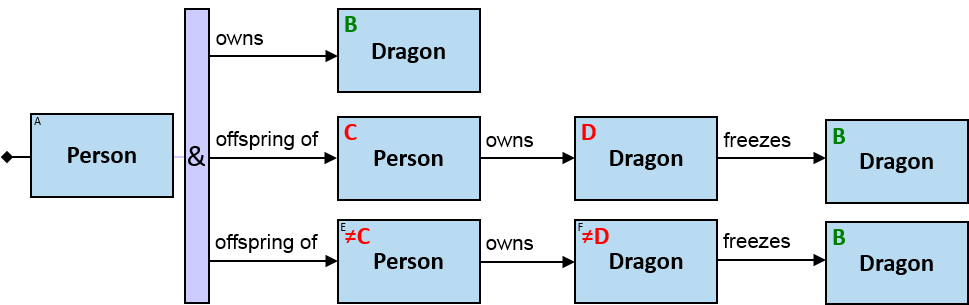 owns
B
Dragon
A
Person
&
offspring of
C
Person
owns
D
Dragon
freezes
B
Dragon
offspring of
E
≠C
Person
owns
F
≠D
Dragon
freezes
B
Dragon